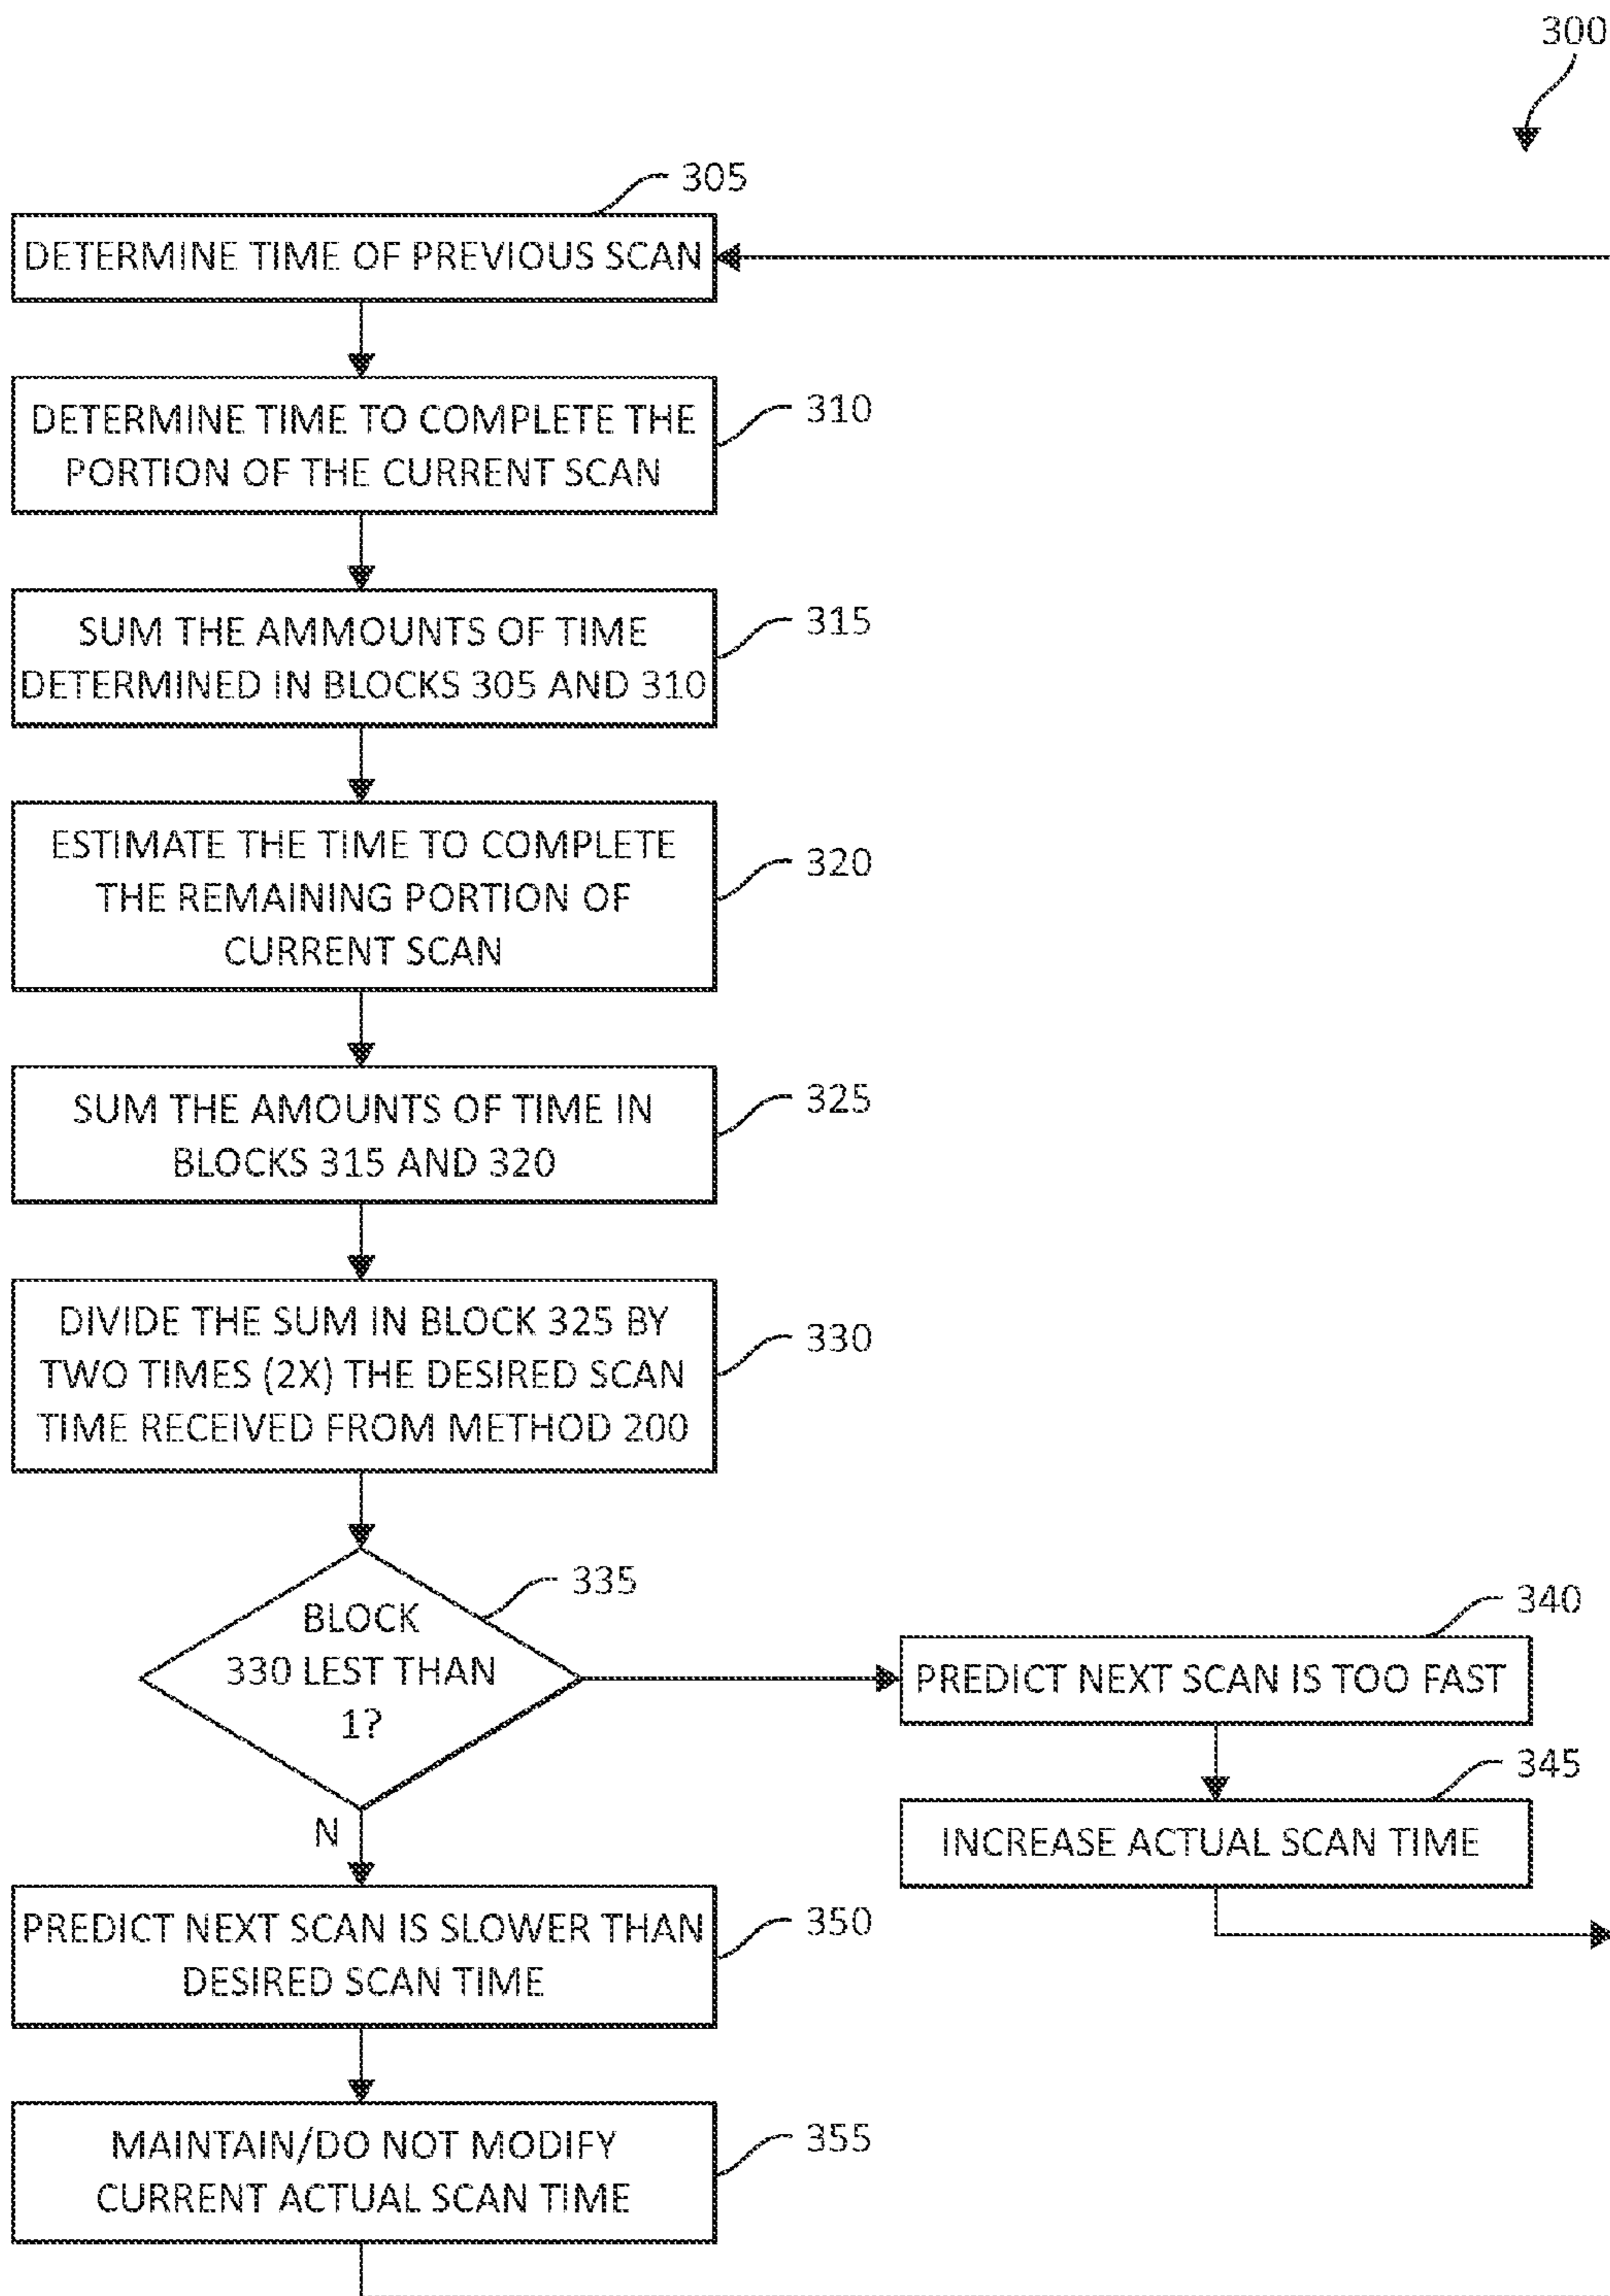 300
305
DETERMINE TIME OF PREVIOUS SCAN
DETERMINE TIME TO COMPLETE THE
PORTION OF THE CURRENT SCAN
310
SUM THE AMMOUNTS OF TIME
DETERMINED IN BLOCKS 305 AND 310
315
ESTIMATE THE TIME TO COMPLETE
THE REMAINING PORTION OF
CURRENT SCAN
320
SUM THE AMOUNTS OF TIME IN
BLOCKS 315 AND 320
325
DIVIDE THE SUM IN BLOCK 325 BY
TWO TIMES (2X) THE DESIRED SCAN
TIME RECEIVED FROM METHOD 200
330
335
BLOCK
330 LEST THAN
1?
340
PREDICT NEXT SCAN IS TOO FAST
345
INCREASE ACTUAL SCAN TIME
N
PREDICT NEXT SCAN IS SLOWER THAN
DESIRED SCAN TIME
350
MAINTAIN/DO NOT MODIFY
CURRENT ACTUAL SCAN TIME
355